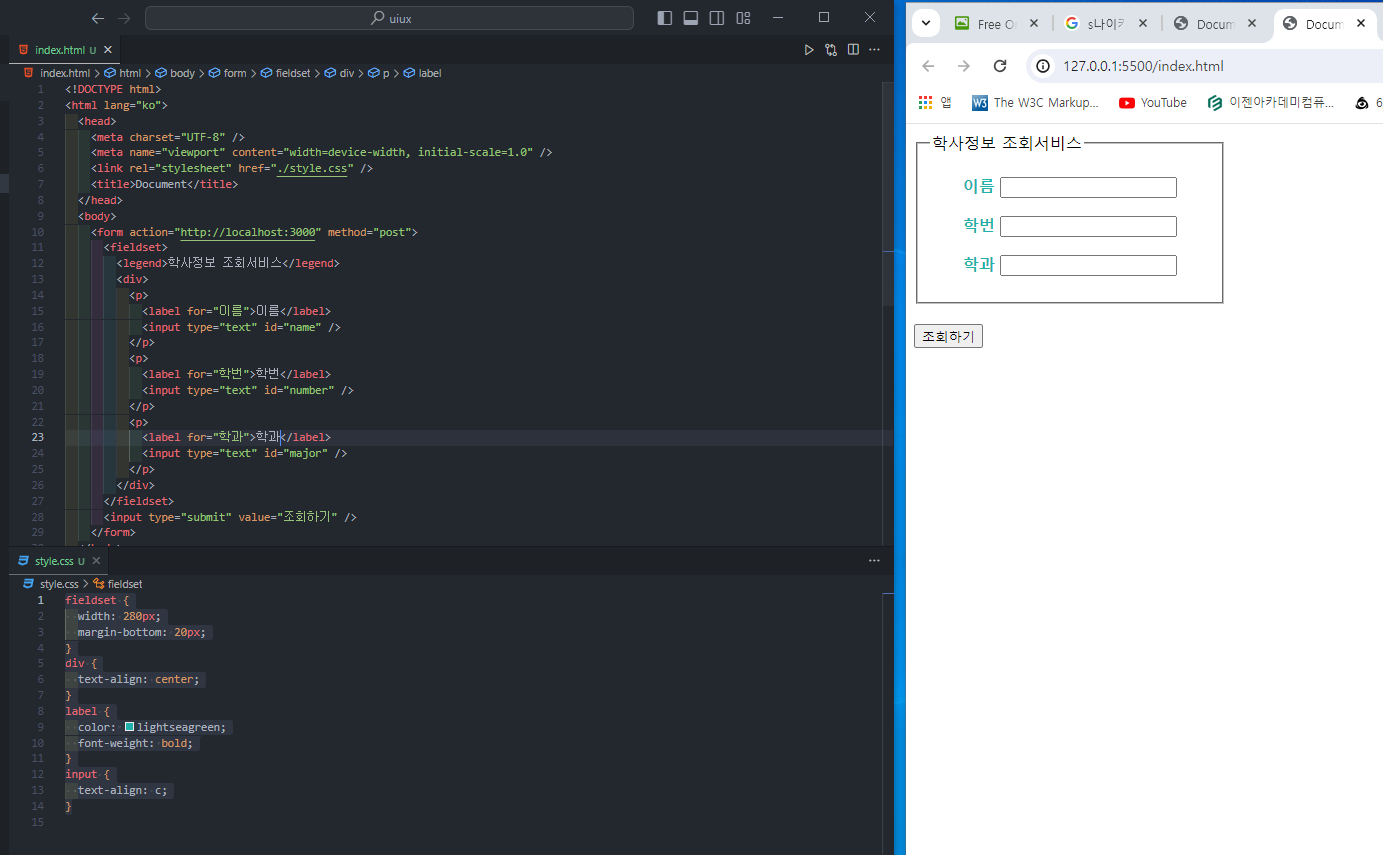 uiux
index.html U
index.html > html > body > form > fieldset > div > p > label
1 <!DOCTYPE html>
2 <html lang="ko">
3 <head>
4 <meta charset="UTF-8" />
5 <meta name="viewport" content="width=device-width, initial-scale=1.0" />
6 <link rel="stylesheet" href="./style.css" />
7 <title>Document</title>
8 </head>
9 <body>
10 <form action="http://localhost:3000" method="post">
11 <fieldset>
12 <legend>학사정보 조회서비스</legend>
13 <div>
14 <p>
15 <label for="이름">이름</label>
16 <input type="text" id="name" />
17 </p>
18 <p>
19 <label for="학번">학번</label>
20 <input type="text" id="number" />
21 </p>
22 <p>
23 <label for="학과">학과</label>
24 <input type="text" id="major" />
25 </p>
26 </div>
27 </fieldset>
28 <input type="submit" value="조회하기" />
29 </form>
style.css U
style.css > fieldset
1 fieldset {
2 width: 280px;
3 margin-bottom: 20px;
4 }
5 div {
6 text-align: center;
7 }
8 label {
9 color: lightseagreen;
10 font-weight: bold;
11 }
12 input {
13 text-align: c;
14 }
15
Free O
s나이키
Docum
Docum
127.0.0.1:5500/index.html
앱
The W3C Markup...
YouTube
이젠아카데미컴퓨...
6
학사정보 조회서비스
이름
학번
학과
조회하기